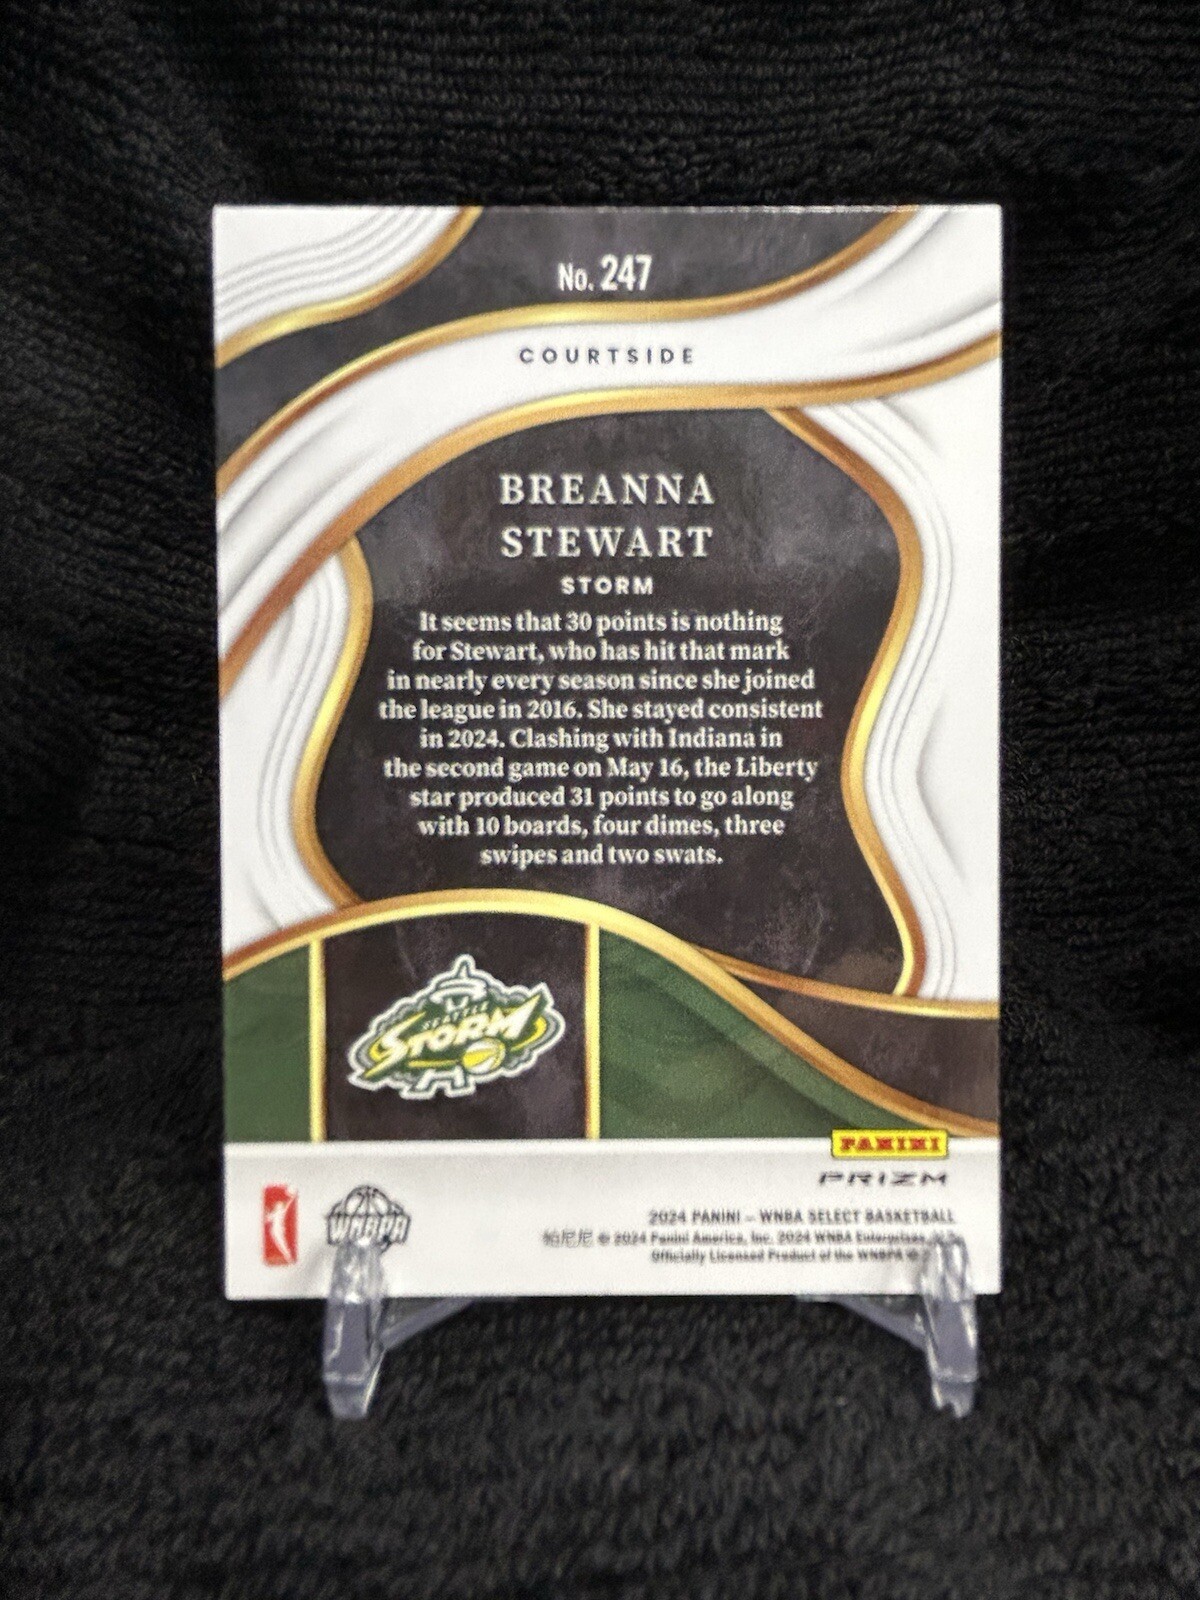 No. 247
COURTSIDE
BREANNA
STEWART
STORM
It seems that 30 points is nothing
for Stewart, who has hit that mark
in nearly every season since she joined
the league in 2016. She stayed consistent
in 2024. Clashing with Indiana in
the second game on May 16, the Liberty
star produced 31 points to go along
with 10 boards, four dimes, three
swipes and two swats.
SEATTLE
STORM
PANINI
PRIZM
WNBPA
2024 PANINI – WNBA SELECT BASKETBALL
帕尼尼 © 2024 Panini America, Inc. 2024 WNBA Enterprises,
Officially Licensed Product of the WNBPA ©